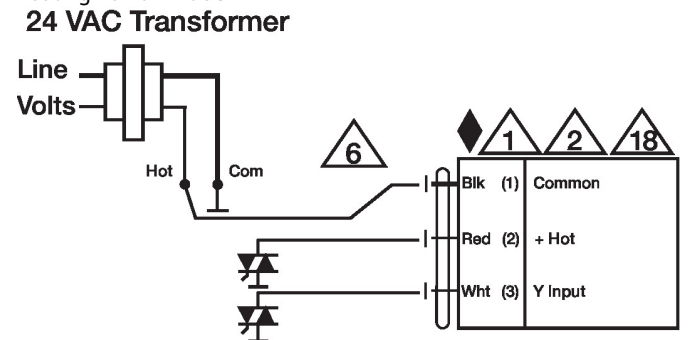 24 VAC Transformer
Line
Volts
Hot
Com
6
1
2
18
Blk (1) Common
Red (2) + Hot
Wht (3) Y Input